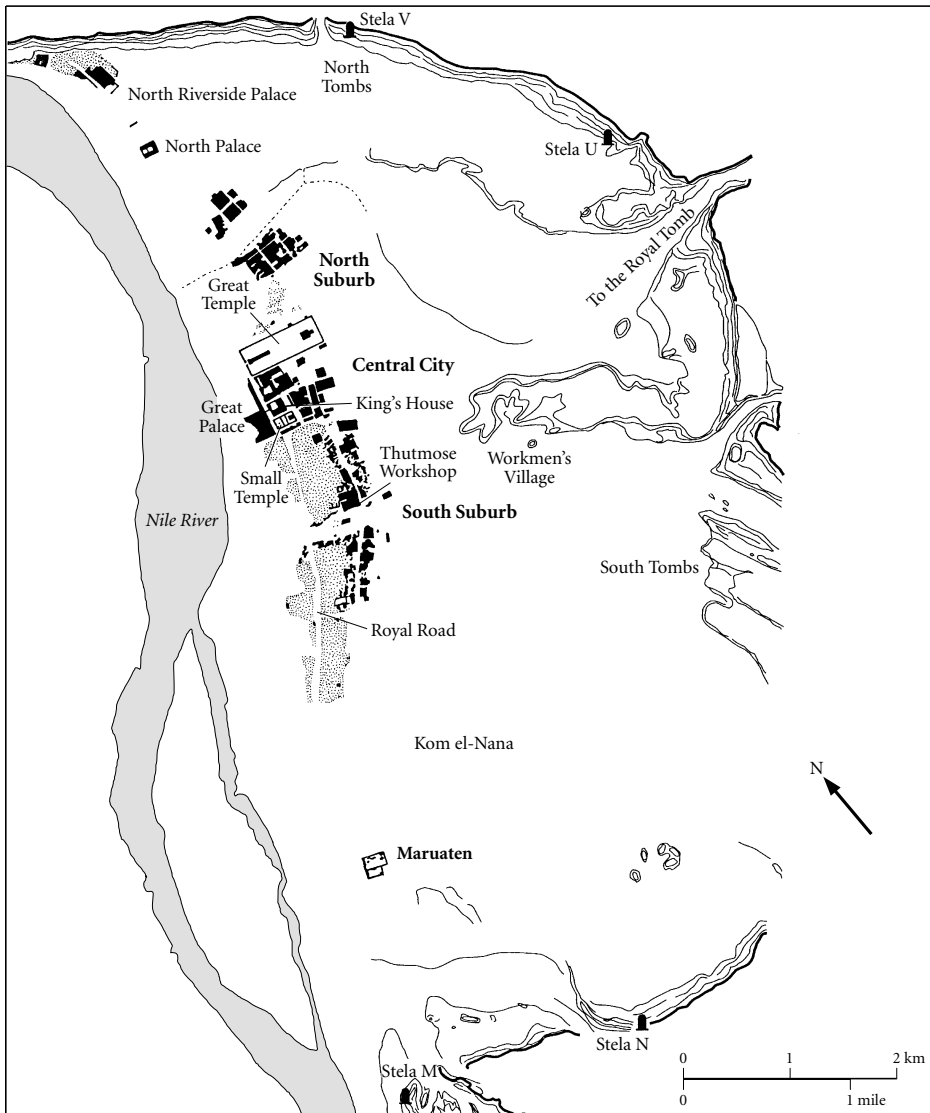 Stela V
North
Tombs
North Riverside Palace
North Palace
Stela U
To the Royal Tomb
North
Suburb
Great
Temple
Central City
Great
Palace
King's House
Small
Temple
Thutmose
Workshop
Workmen's
Village
Nile River
South Suburb
South Tombs
Royal Road
Kom el-Nana
N
Maruaten
Stela N
Stela M
0 1 2 km
0 1 mile